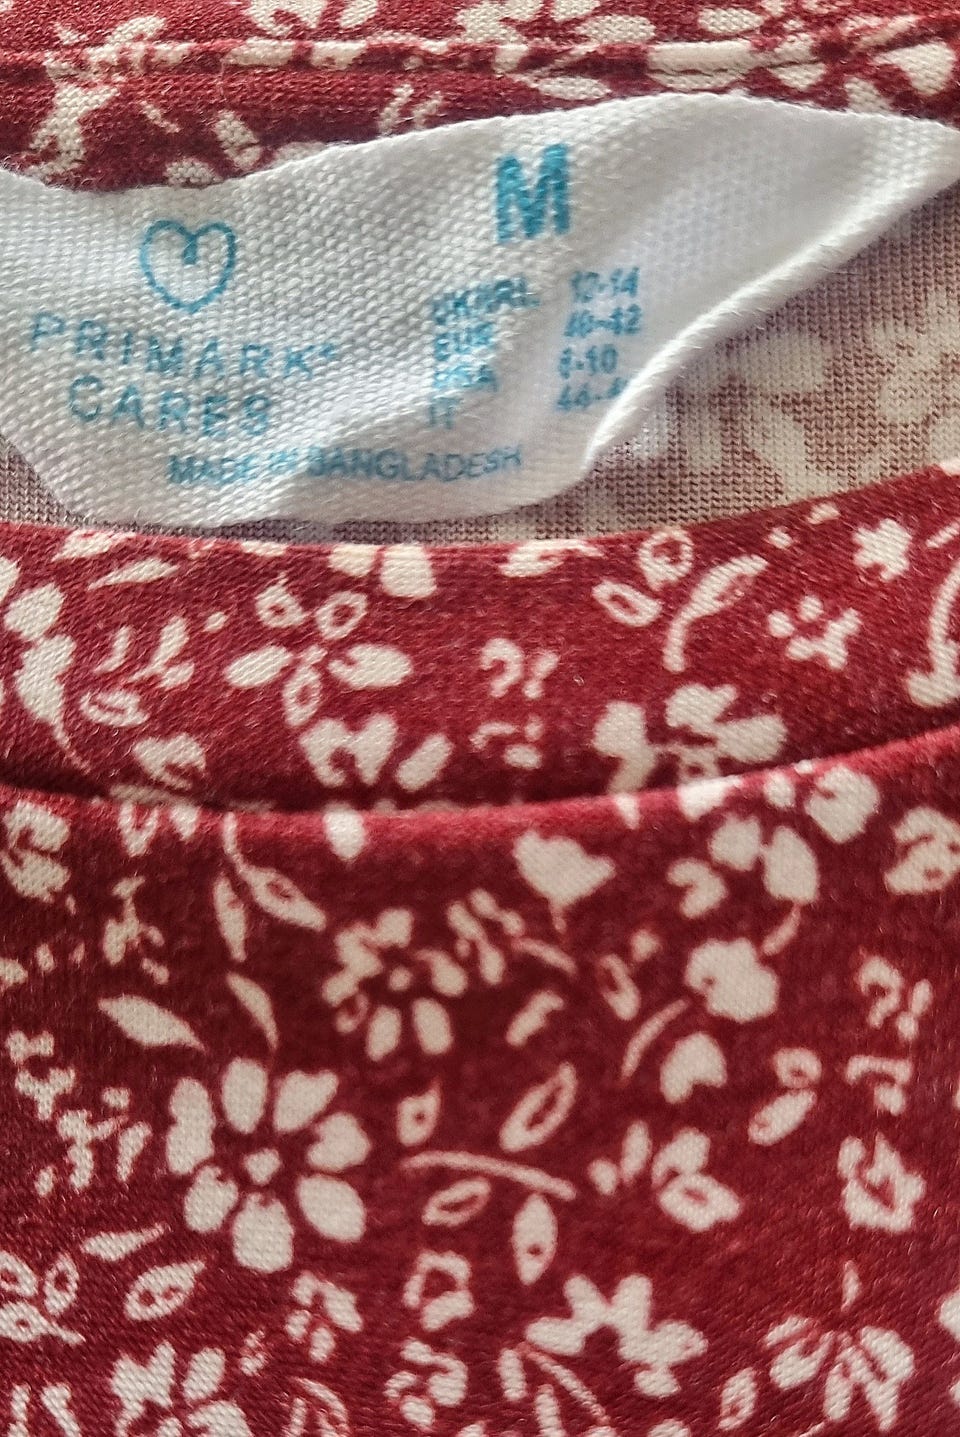 M
PRIMARK®
CARES
UK/IRL 12-14
EUR 40-42
USA 8-10
IT
MADE IN BANGLADESH